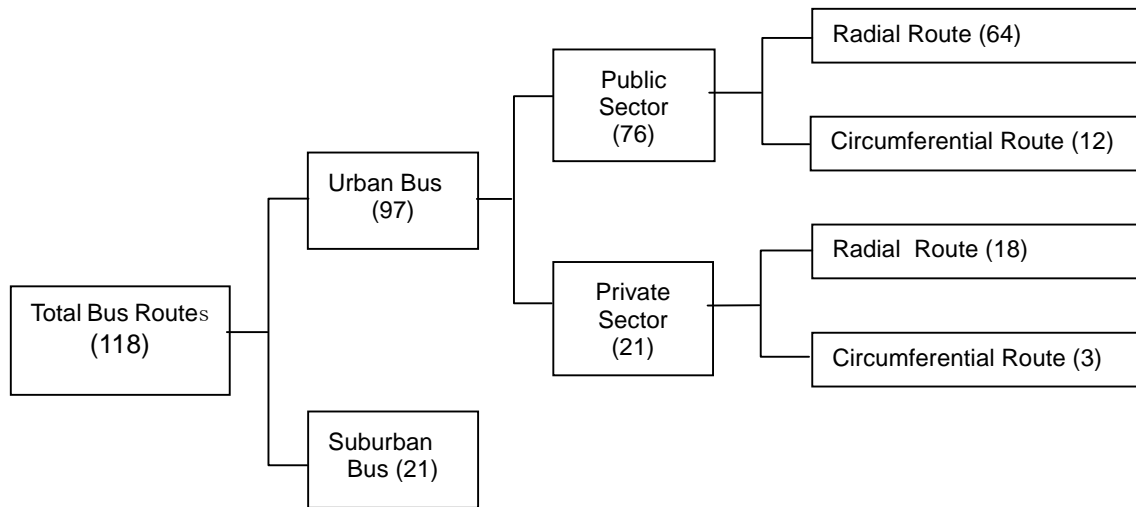 Total Bus Routes
(118)
Urban Bus
(97)
Suburban
Bus (21)
Public
Sector
(76)
Private
Sector
(21)
Radial Route (64)
Circumferential Route (12)
Radial Route (18)
Circumferential Route (3)